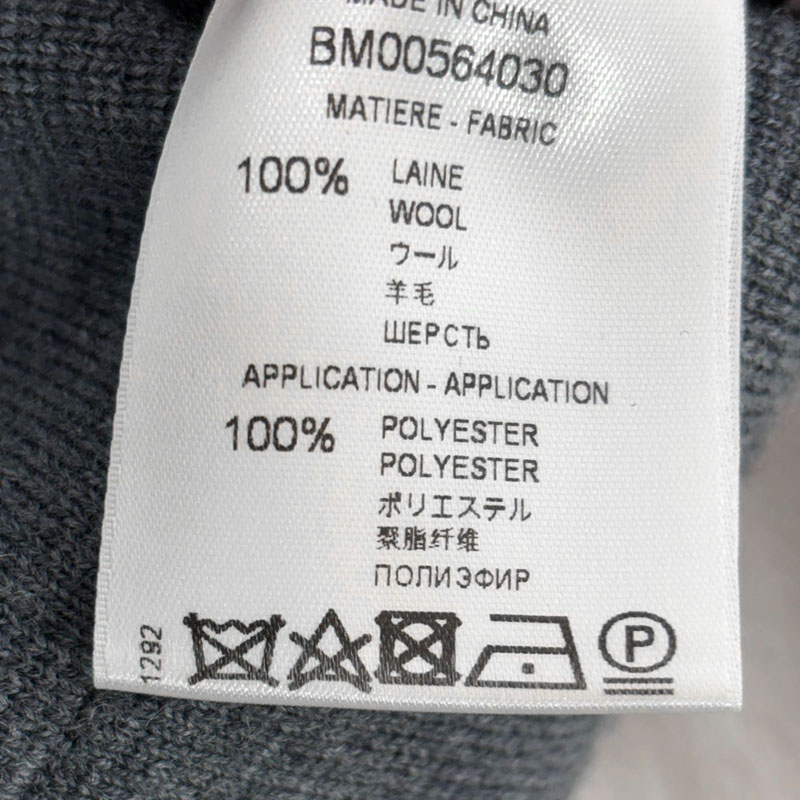 MADE IN CHINA
BM00564030
MATIERE - FABRIC
100% LAINE
WOOL
ウール
羊毛
ШЕРСТЬ
APPLICATION - APPLICATION
100% POLYESTER
POLYESTER
ポリエステル
聚脂纤维
ПОЛИЭФИР
1292
P